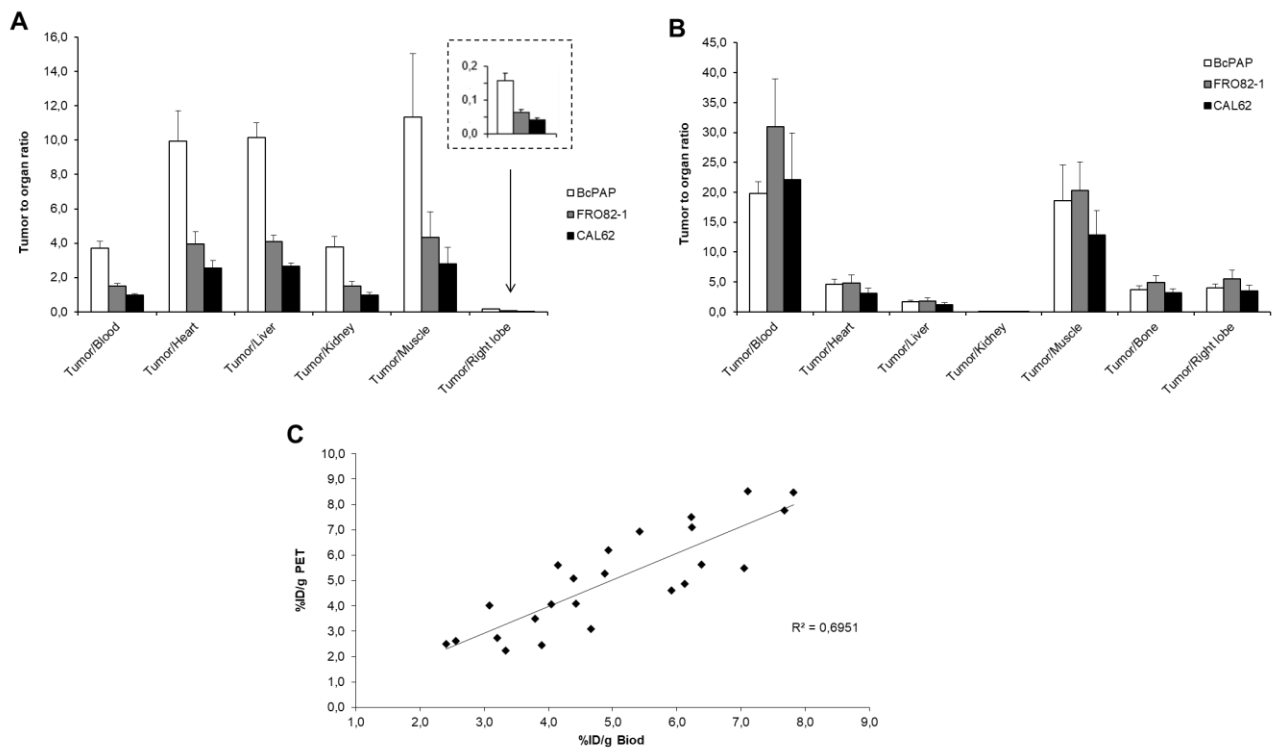 A
16,0
14,0
12,0
10,0
8,0
6,0
4,0
2,0
0,0
Tumor to organ ratio
0,2
0,1
0,0
BcPAP
FRO82-1
CAL62
Tumor/Blood
Tumor/Heart
Tumor/Liver
Tumor/Kidney
Tumor/Muscle
Tumor/Right lobe
B
45,0
40,0
35,0
30,0
25,0
20,0
15,0
10,0
5,0
0,0
Tumor to organ ratio
BcPAP
FRO82-1
CAL62
Tumor/Blood
Tumor/Heart
Tumor/Liver
Tumor/Kidney
Tumor/Muscle
Tumor/Bone
Tumor/Right lobe
C
10,0
9,0
8,0
7,0
6,0
5,0
4,0
3,0
2,0
1,0
0,0
%ID/g PET
R² = 0,6951
1,0 2,0 3,0 4,0 5,0 6,0 7,0 8,0 9,0
%ID/g Biod